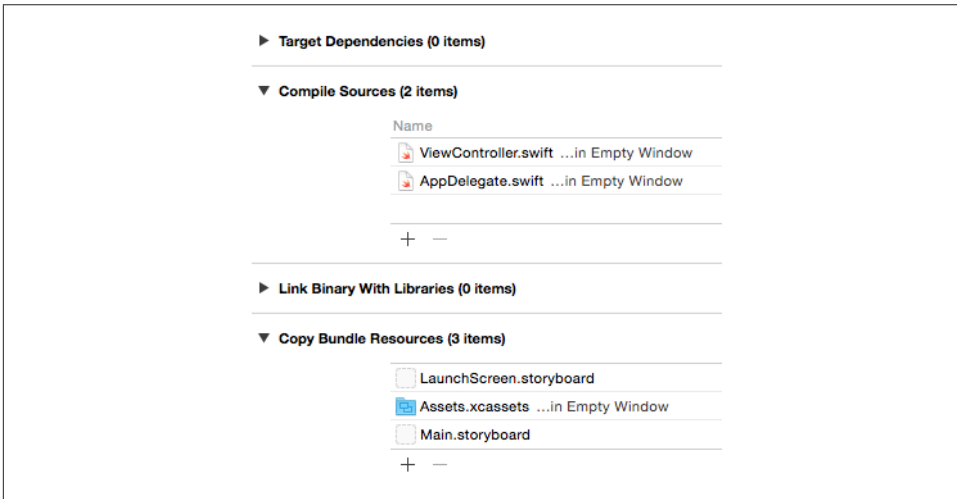 Target Dependencies (0 items)
Compile Sources (2 items)
Name
ViewController.swift ...in Empty Window
AppDelegate.swift ...in Empty Window
Link Binary With Libraries (0 items)
Copy Bundle Resources (3 items)
LaunchScreen.storyboard
Assets.xcassets ...in Empty Window
Main.storyboard